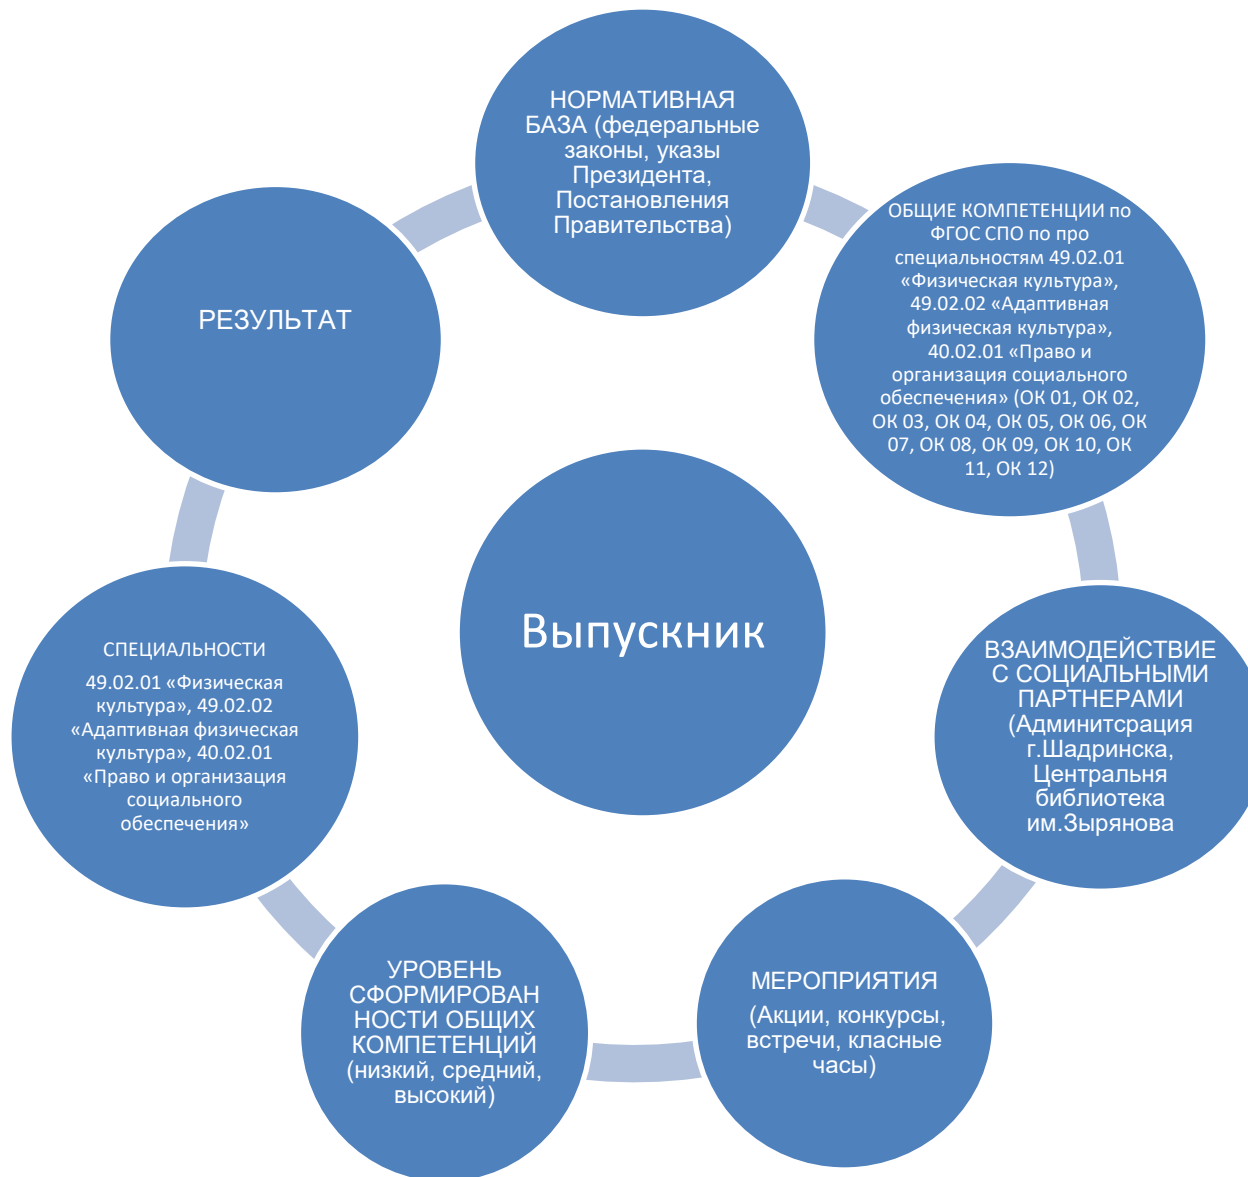 НОРМАТИВНАЯ
БАЗА (федеральные
законы, указы
Президента,
Постановления
Правительства)
ОБЩИЕ КОМПЕТЕНЦИИ по
ФГОС СПО по про
специальностям 49.02.01
«Физическая культура»,
49.02.02 «Адаптивная
физическая культура»,
40.02.01 «Право и
организация социального
обеспечения» (ОК 01, ОК 02,
ОК 03, ОК 04, ОК 05, ОК 06, ОК
07, ОК 08, ОК 09, ОК 10, ОК
11, ОК 12)
ВЗАИМОДЕЙСТВИЕ
С СОЦИАЛЬНЫМИ
ПАРТНЕРАМИ
(Админитсрация
г.Шадринска,
Центральня
библиотека
им.Зырянова
МЕРОПРИЯТИЯ
(Акции, конкурсы,
встречи, класные
часы)
УРОВЕНЬ
СФОРМИРОВАН
НОСТИ ОБЩИХ
КОМПЕТЕНЦИЙ
(низкий, средний,
высокий)
СПЕЦИАЛЬНОСТИ
49.02.01 «Физическая
культура», 49.02.02
«Адаптивная физическая
культура», 40.02.01
«Право и организация
социального
обеспечения»
РЕЗУЛЬТАТ
Выпускник